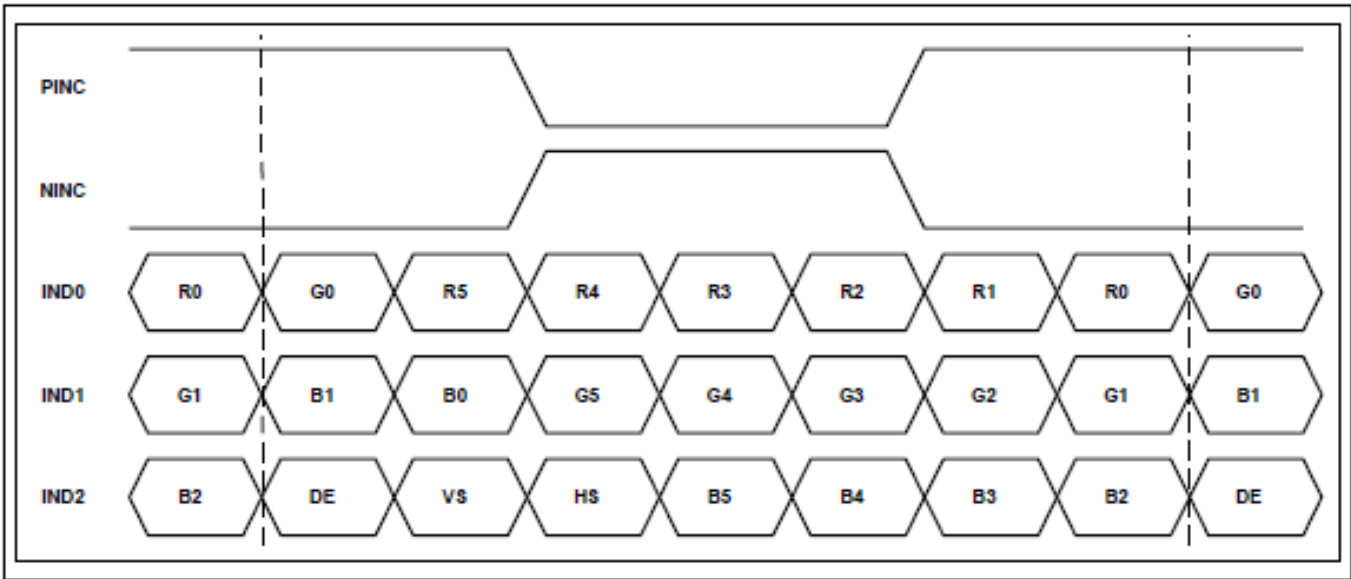 PINC
NINC
IND0 R0 G0 R5 R4 R3 R2 R1 R0 G0
IND1 G1 B1 B0 G5 G4 G3 G2 G1 B1
IND2 B2 DE VS HS B5 B4 B3 B2 DE